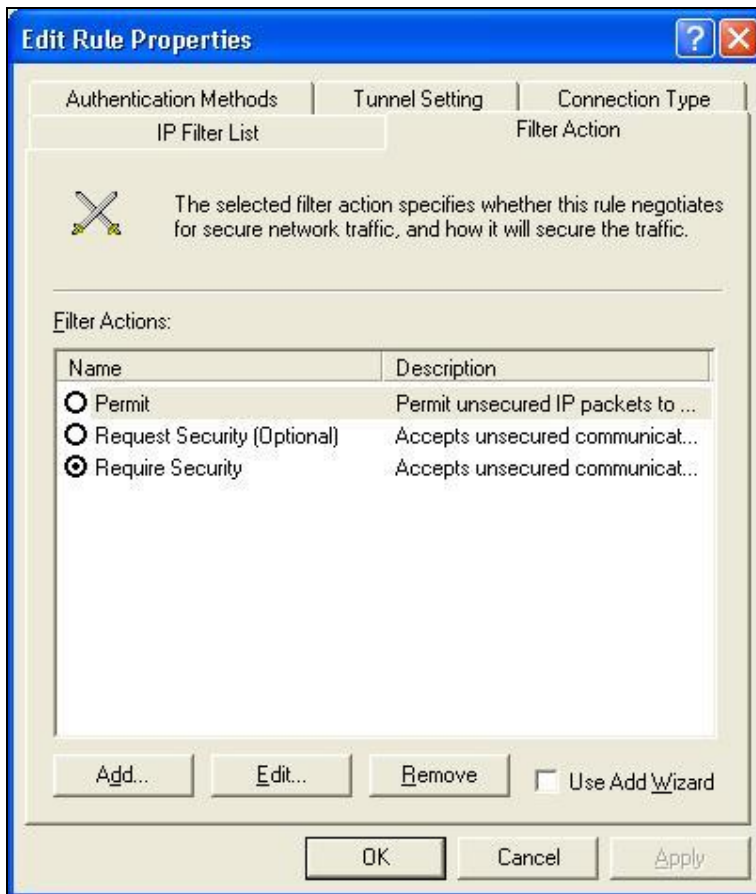 Edit Rule Properties
Authentication Methods Tunnel Setting Connection Type
IP Filter List Filter Action
The selected filter action specifies whether this rule negotiates
for secure network traffic, and how it will secure the traffic.
Filter Actions:
Name Description
Permit Permit unsecured IP packets to ...
Request Security (Optional) Accepts unsecured communicat...
Require Security Accepts unsecured communicat...
Add... Edit... Remove Use Add Wizard
OK Cancel Apply